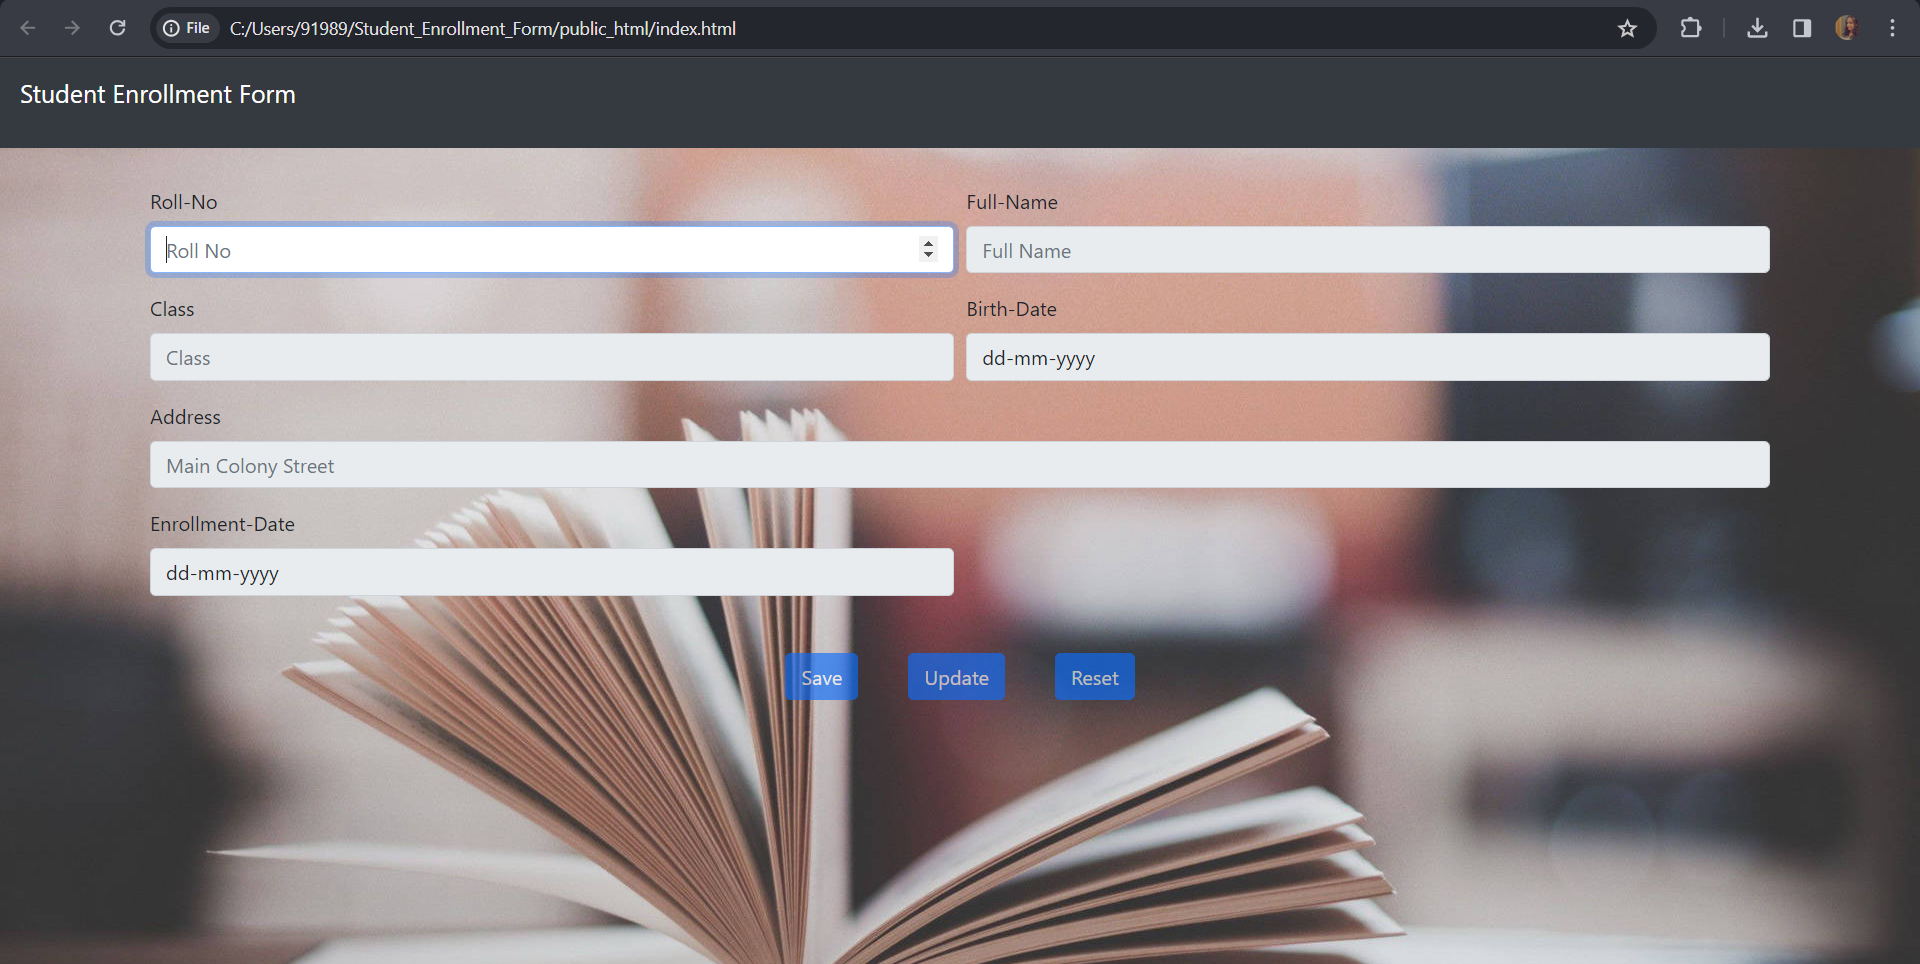 File C:/Users/91989/Student_Enrollment_Form/public_html/index.html
Student Enrollment Form
Roll-No Full-Name
Roll No Full Name
Class Birth-Date
Class dd-mm-yyyy
Address
Main Colony Street
Enrollment-Date
dd-mm-yyyy
Save Update Reset